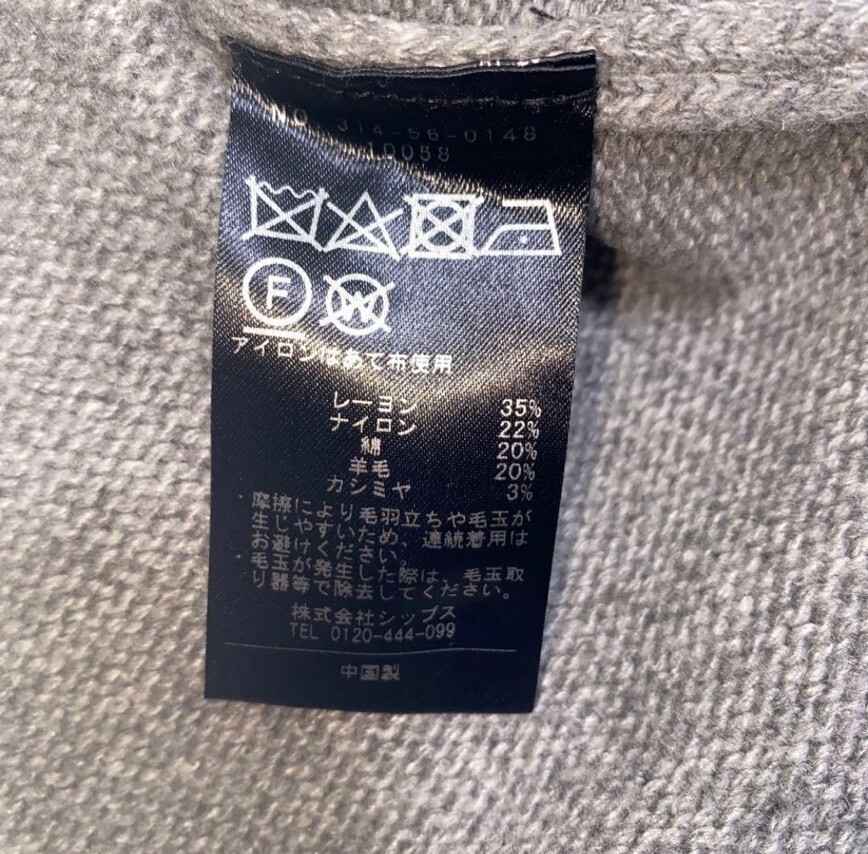 NO. 314-56-0148
10058
F
W
アイロンはあて布使用
レーヨン 35%
ナイロン 22%
綿 20%
羊毛 20%
カシミヤ 3%
・摩擦により毛羽立ちや毛玉が
生じやすいため、連続着用は
お避けください。
・毛玉が発生した際は、毛玉取
り器等で除去してください。
株式会社シップス
TEL 0120-444-099
中国製